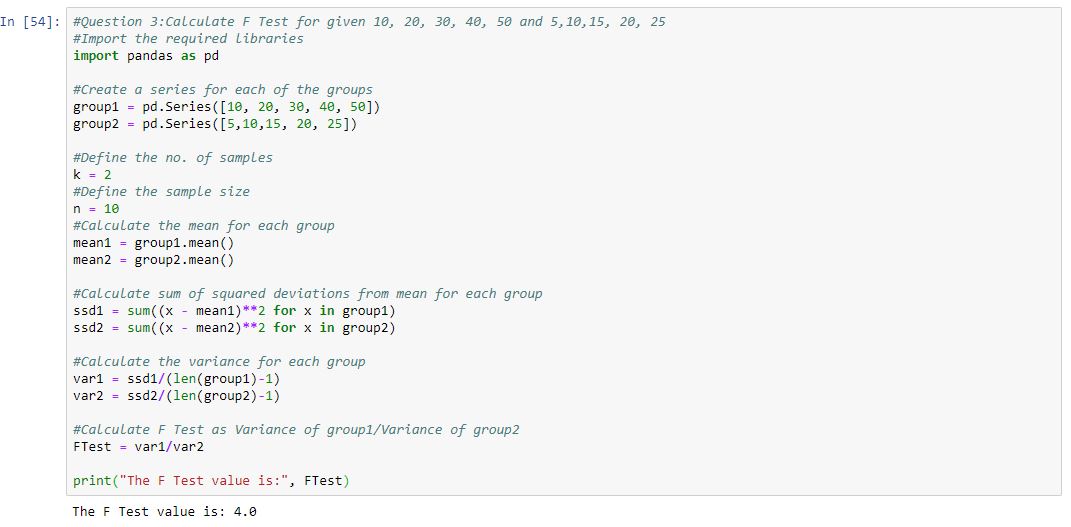 In [54]: #Question 3:Calculate F Test for given 10, 20, 30, 40, 50 and 5,10,15, 20, 25
#Import the required libraries
import pandas as pd
#Create a series for each of the groups
group1 = pd.Series([10, 20, 30, 40, 50])
group2 = pd.Series([5,10,15, 20, 25])
#Define the no. of samples
k = 2
#Define the sample size
n = 10
#Calculate the mean for each group
mean1 = group1.mean()
mean2 = group2.mean()
#Calculate sum of squared deviations from mean for each group
ssd1 = sum((x - mean1)**2 for x in group1)
ssd2 = sum((x - mean2)**2 for x in group2)
#Calculate the variance for each group
var1 = ssd1/(len(group1)-1)
var2 = ssd2/(len(group2)-1)
#Calculate F Test as Variance of group1/Variance of group2
FTest = var1/var2
print("The F Test value is:", FTest)
The F Test value is: 4.0